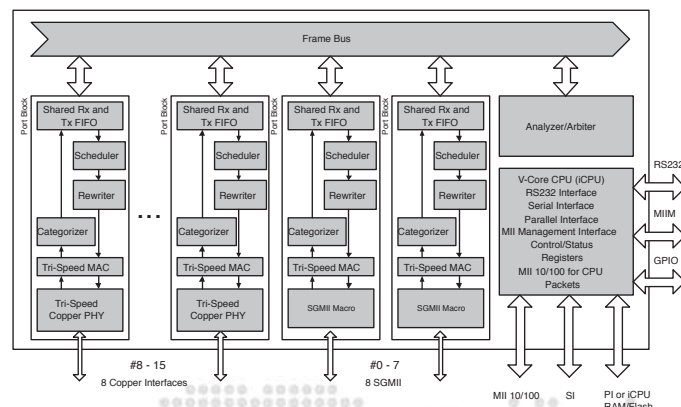 Frame Bus
Port Block
Shared Rx and
Tx FIFO
Scheduler
Rewriter
Categorizer
Tri-Speed MAC
Tri-Speed
Copper PHY
...
Port Block
Shared Rx and
Tx FIFO
Scheduler
Rewriter
Categorizer
Tri-Speed MAC
Tri-Speed
Copper PHY
Port Block
Shared Rx and
Tx FIFO
Scheduler
Rewriter
Categorizer
Tri-Speed MAC
SGMII Macro
Port Block
Shared Rx and
Tx FIFO
Scheduler
Rewriter
Categorizer
Tri-Speed MAC
SGMII Macro
Analyzer/Arbiter
V-Core CPU (iCPU)
RS232 Interface
Serial Interface
Parallel Interface
MII Management Interface
Control/Status
Registers
MII 10/100 for CPU
Packets
RS232
MIIM
GPIO
#8 - 15
8 Copper Interfaces
#0 - 7
8 SGMII
MII 10/100
SI
PI or iCPU
RAM/Flash